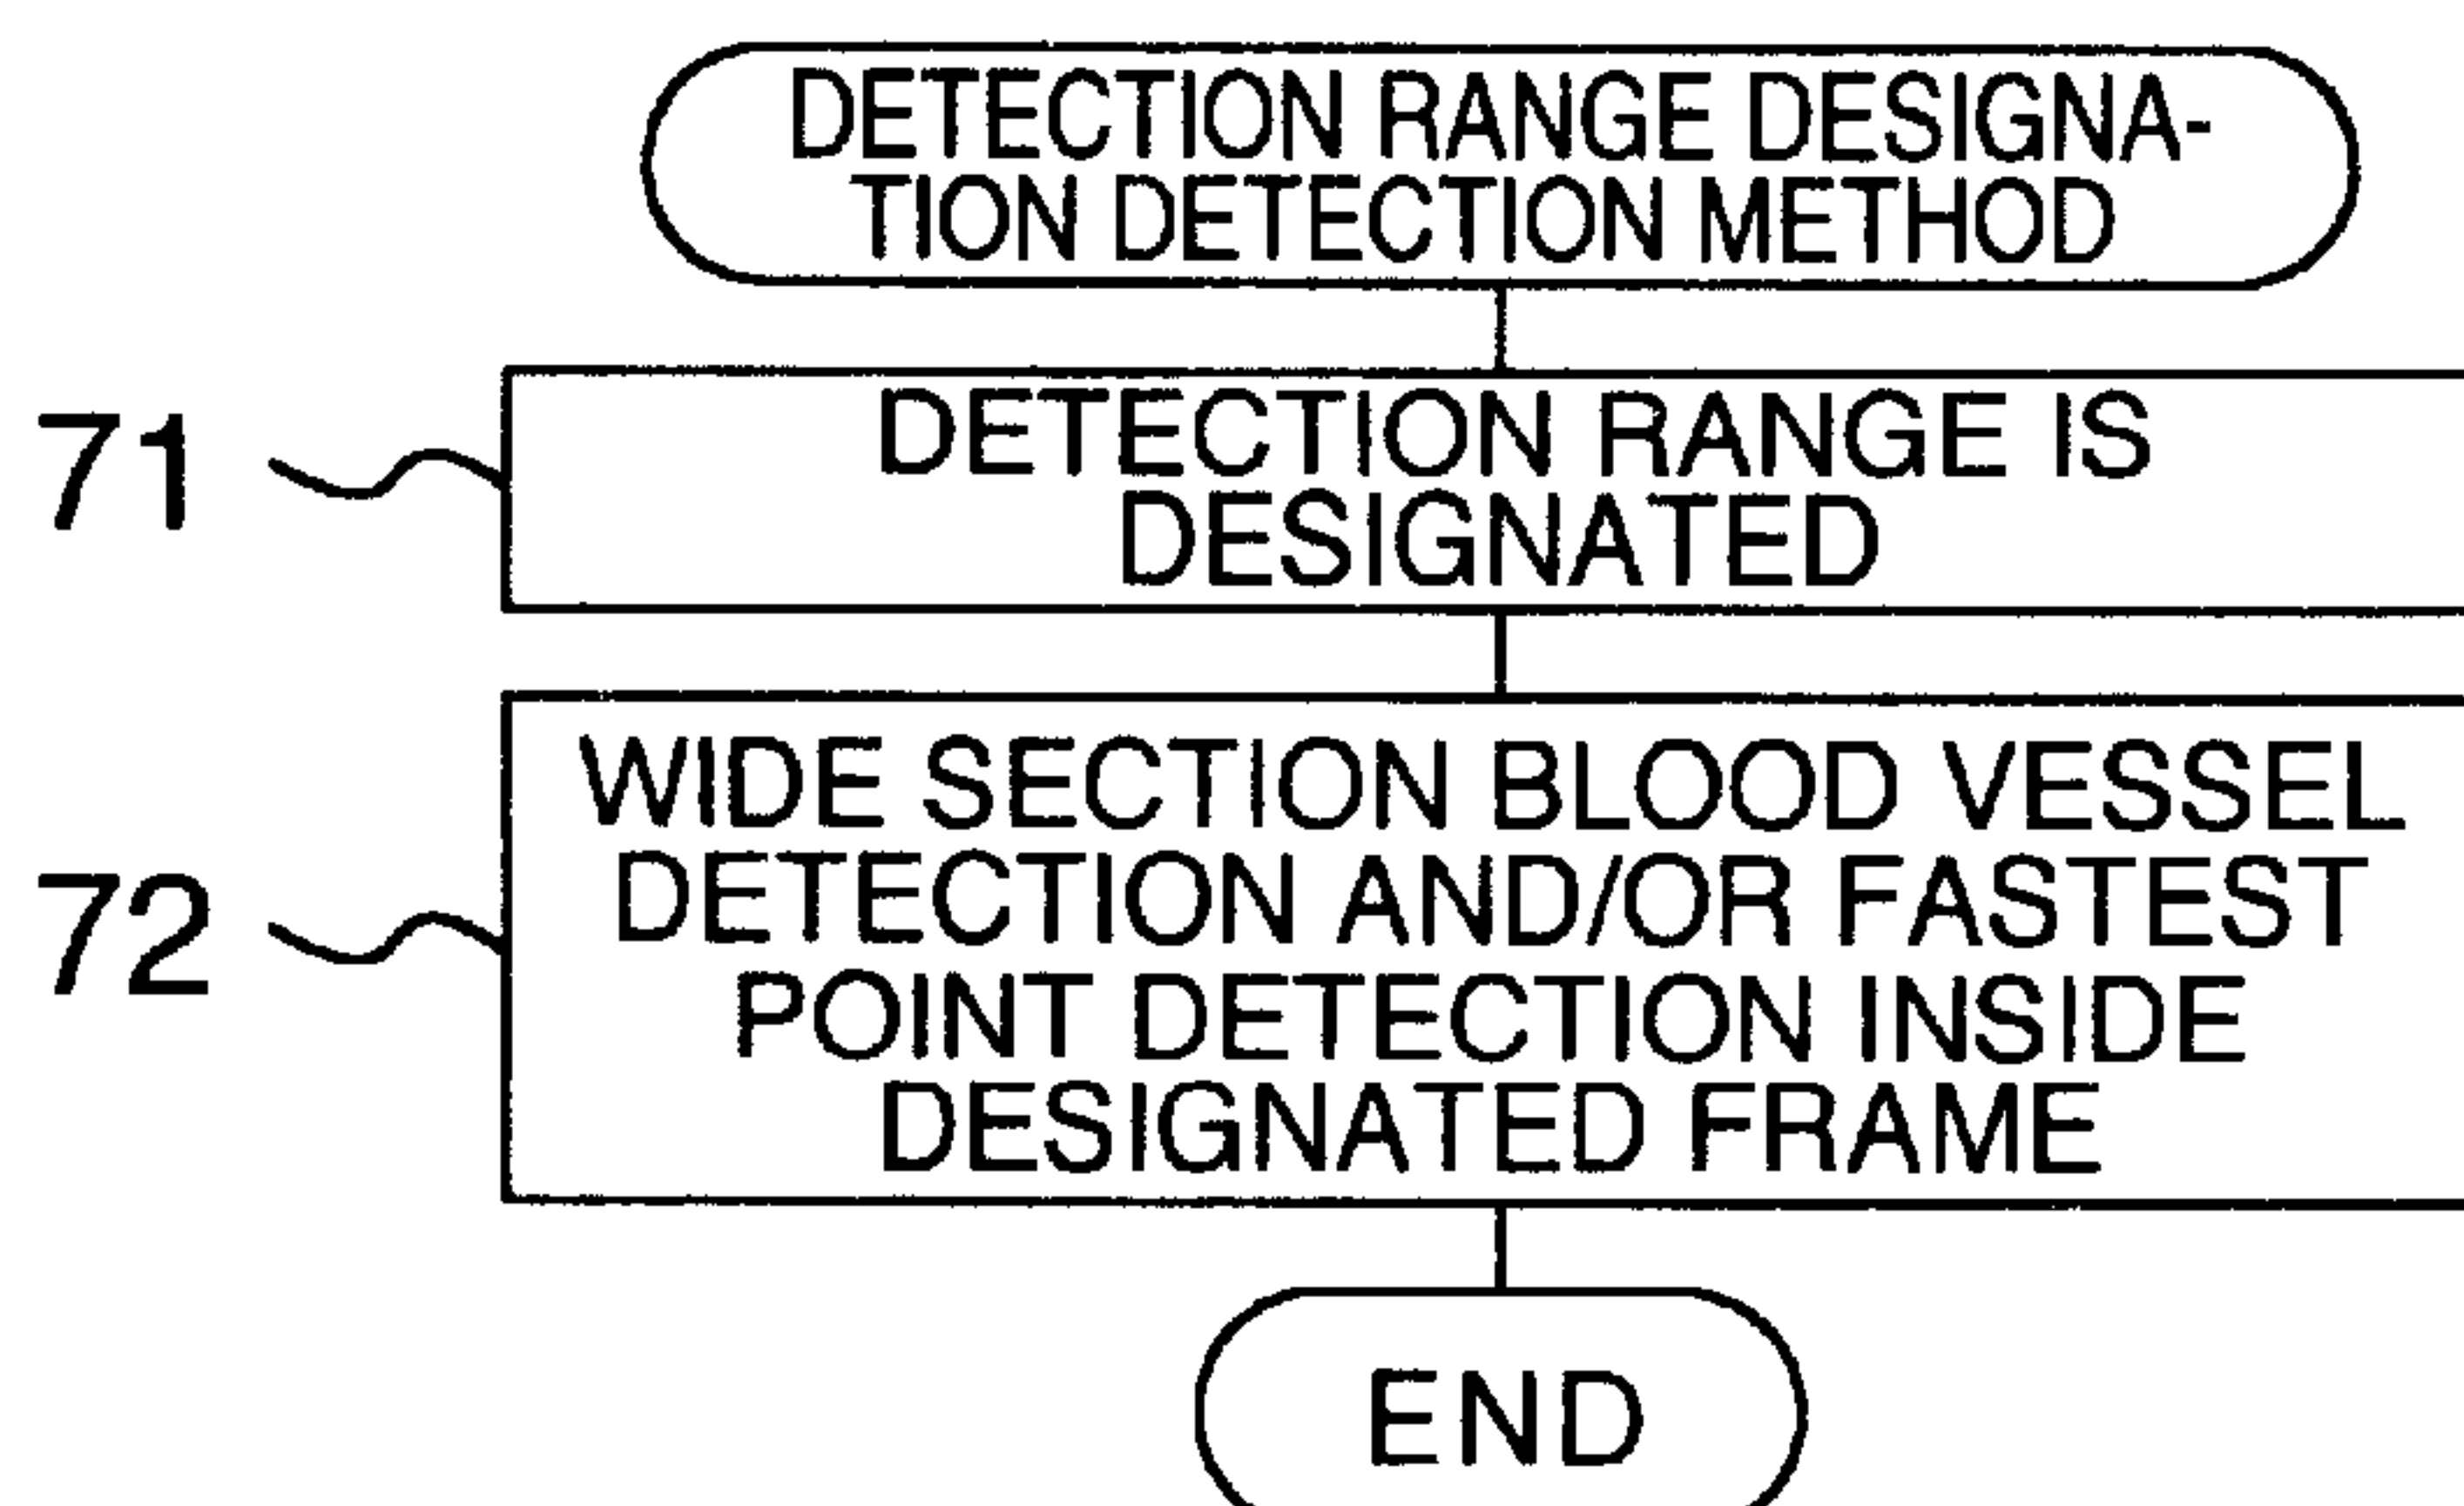 DETECTION RANGE DESIGNA-
TION DETECTION METHOD
71
DETECTION RANGE IS
DESIGNATED
72
WIDE SECTION BLOOD VESSEL
DETECTION AND/OR FASTEST
POINT DETECTION INSIDE
DESIGNATED FRAME
END